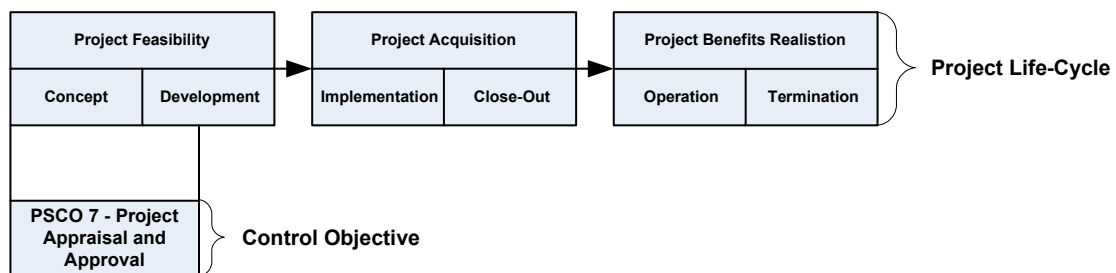 Project Feasibility
Project Acquisition
Project Benefits Realistion
Concept
Development
Implementation
Close-Out
Operation
Termination
Project Life-Cycle
PSCO 7 - Project
Appraisal and
Approval
Control Objective